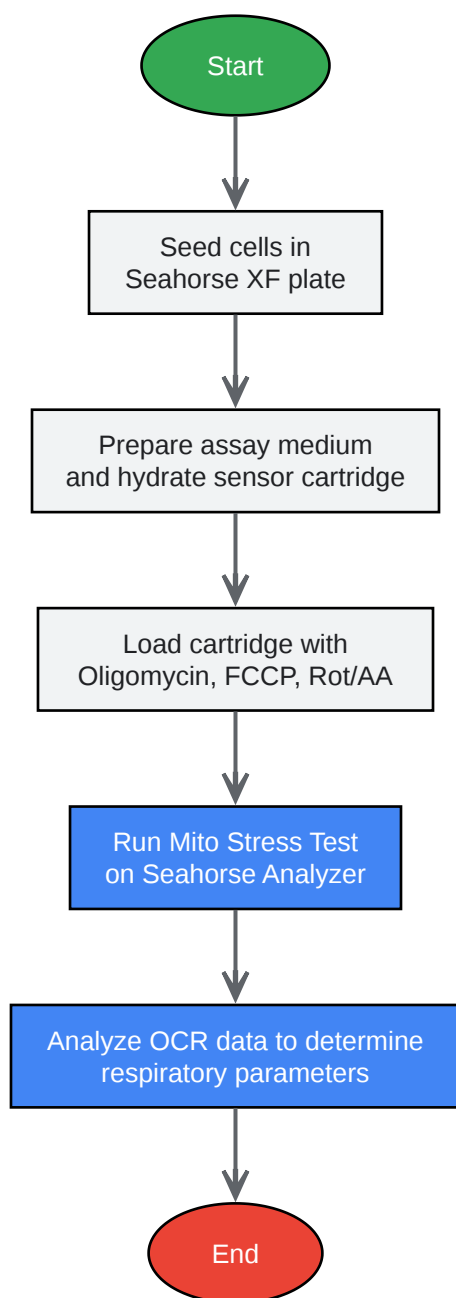 Start
Seed cells in
Seahorse XF plate
Prepare assay medium
and hydrate sensor cartridge
Load cartridge with
Oligomycin, FCCP, Rot/AA
Run Mito Stress Test
on Seahorse Analyzer
Analyze OCR data to determine
respiratory parameters
End